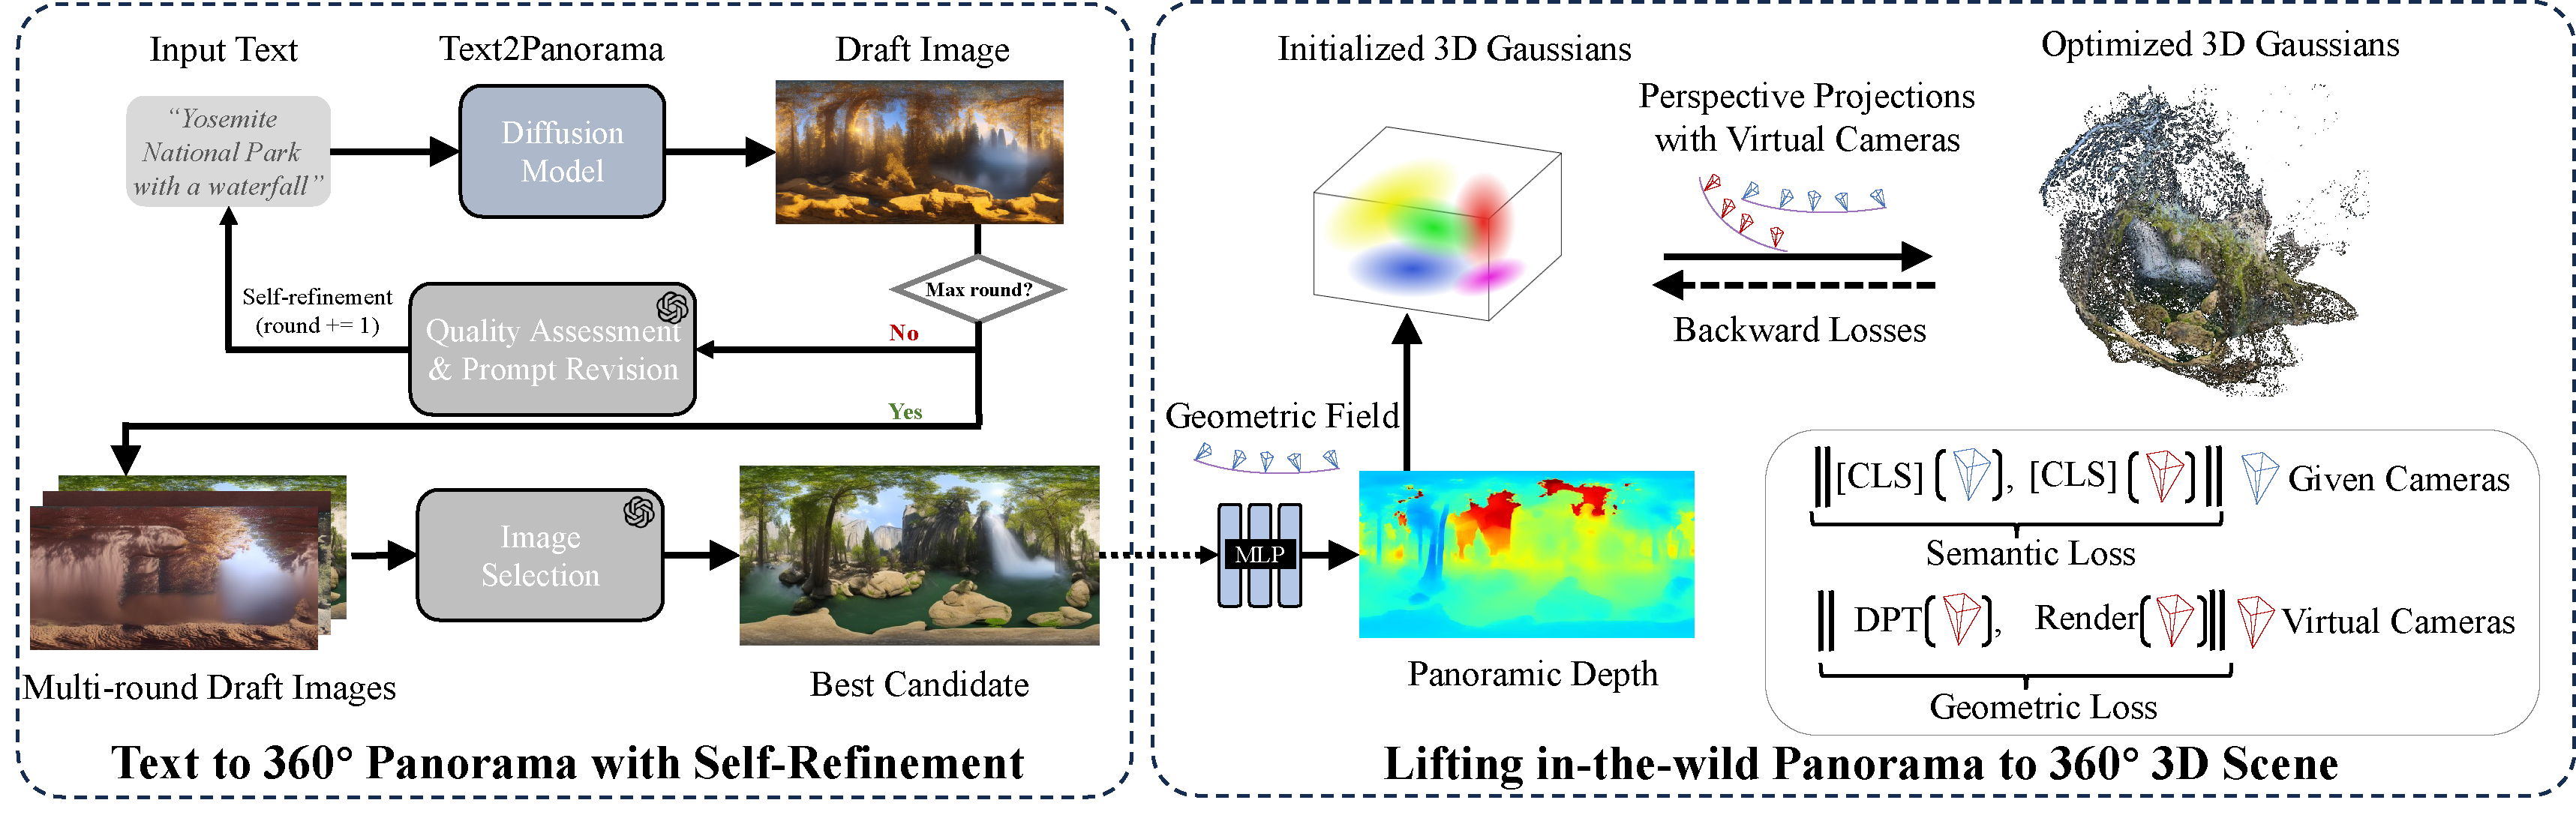 Input Text
Text2Panorama
Draft Image
“Yosemite
National Park
with a waterfall”
Diffusion
Model
Max round?
Self-refinement
(round += 1)
Quality Assessment
& Prompt Revision
No
Yes
Multi-round Draft Images
Image
Selection
Best Candidate
Text to 360° Panorama with Self-Refinement
Initialized 3D Gaussians
Perspective Projections
with Virtual Cameras
Optimized 3D Gaussians
Backward Losses
Geometric Field
MLP
Panoramic Depth
||[CLS] ( ), [CLS] ( )||
Given Cameras
Semantic Loss
|| DPT( ), Render( )||
Virtual Cameras
Geometric Loss
Lifting in-the-wild Panorama to 360° 3D Scene